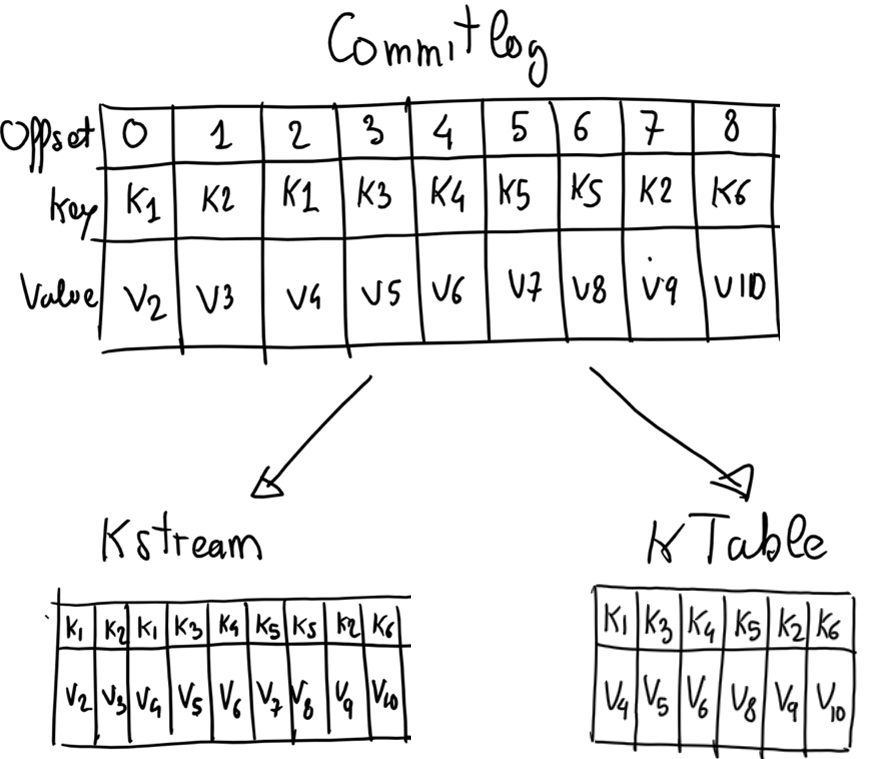 Commitlog
Offset 0 1 2 3 4 5 6 7 8
Key K1 K2 K1 K3 K4 K5 K5 K2 K6
Value V2 V3 V4 V5 V6 V7 V8 V9 V10
Kstream
KTable
K1 K2 K1 K3 K4 K5 K5 K2 K6
V2 V3 V4 V5 V6 V7 V8 V9 V10
K1 K3 K4 K5 K2 K6
V4 V5 V6 V8 V9 V10